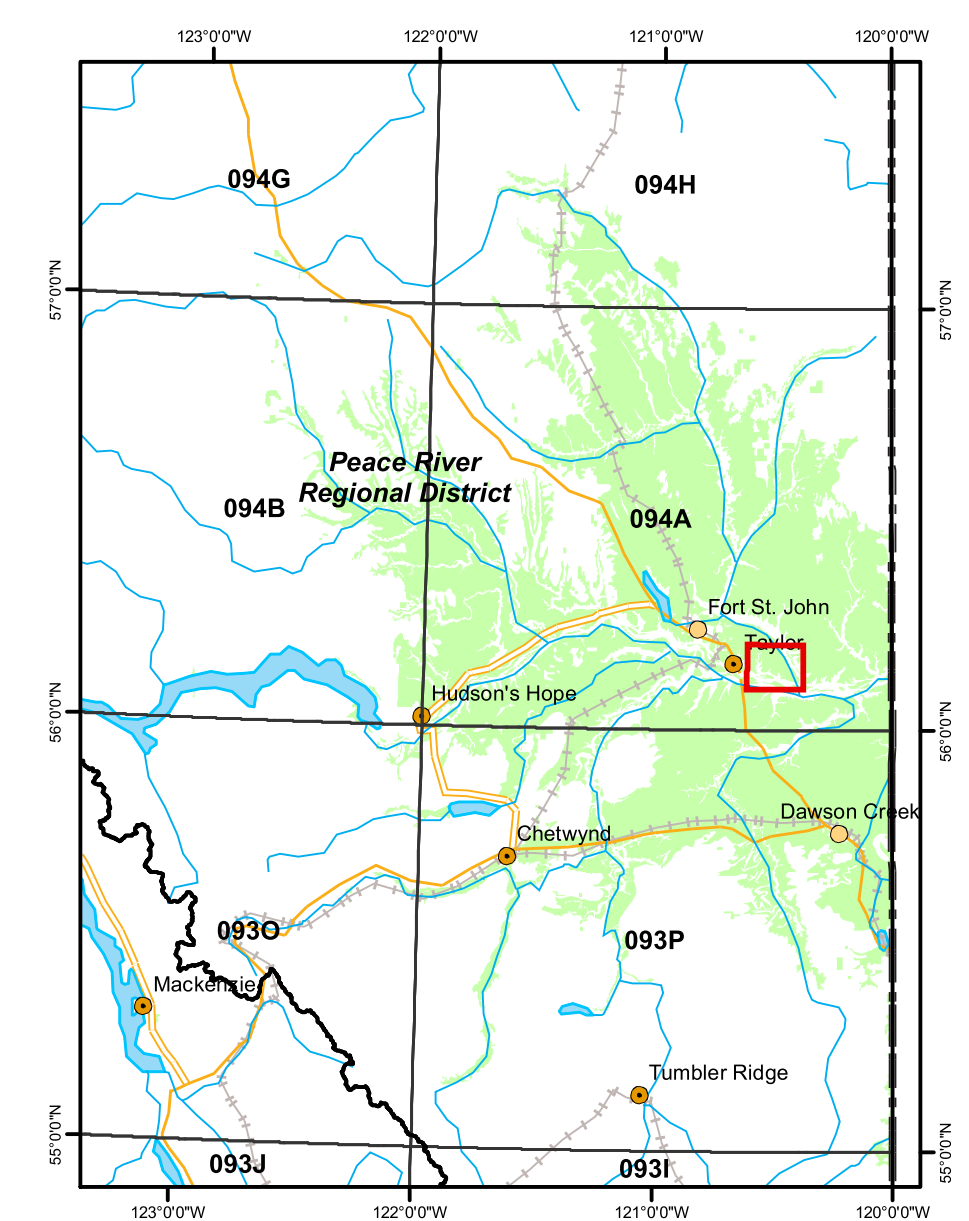 123°0'0"W
122°0'0"W
121°0'0"W
120°0'0"W
094G
094H
57°0'0"N
57°0'0"N
Peace River
Regional District
094B
094A
Fort St. John
Taylor
Hudson's Hope
56°0'0"N
56°0'0"N
Dawson Creek
Chetwynd
093O
093P
Mackenzie
Tumbler Ridge
55°0'0"N
55°0'0"N
093J
093I
123°0'0"W
122°0'0"W
121°0'0"W
120°0'0"W